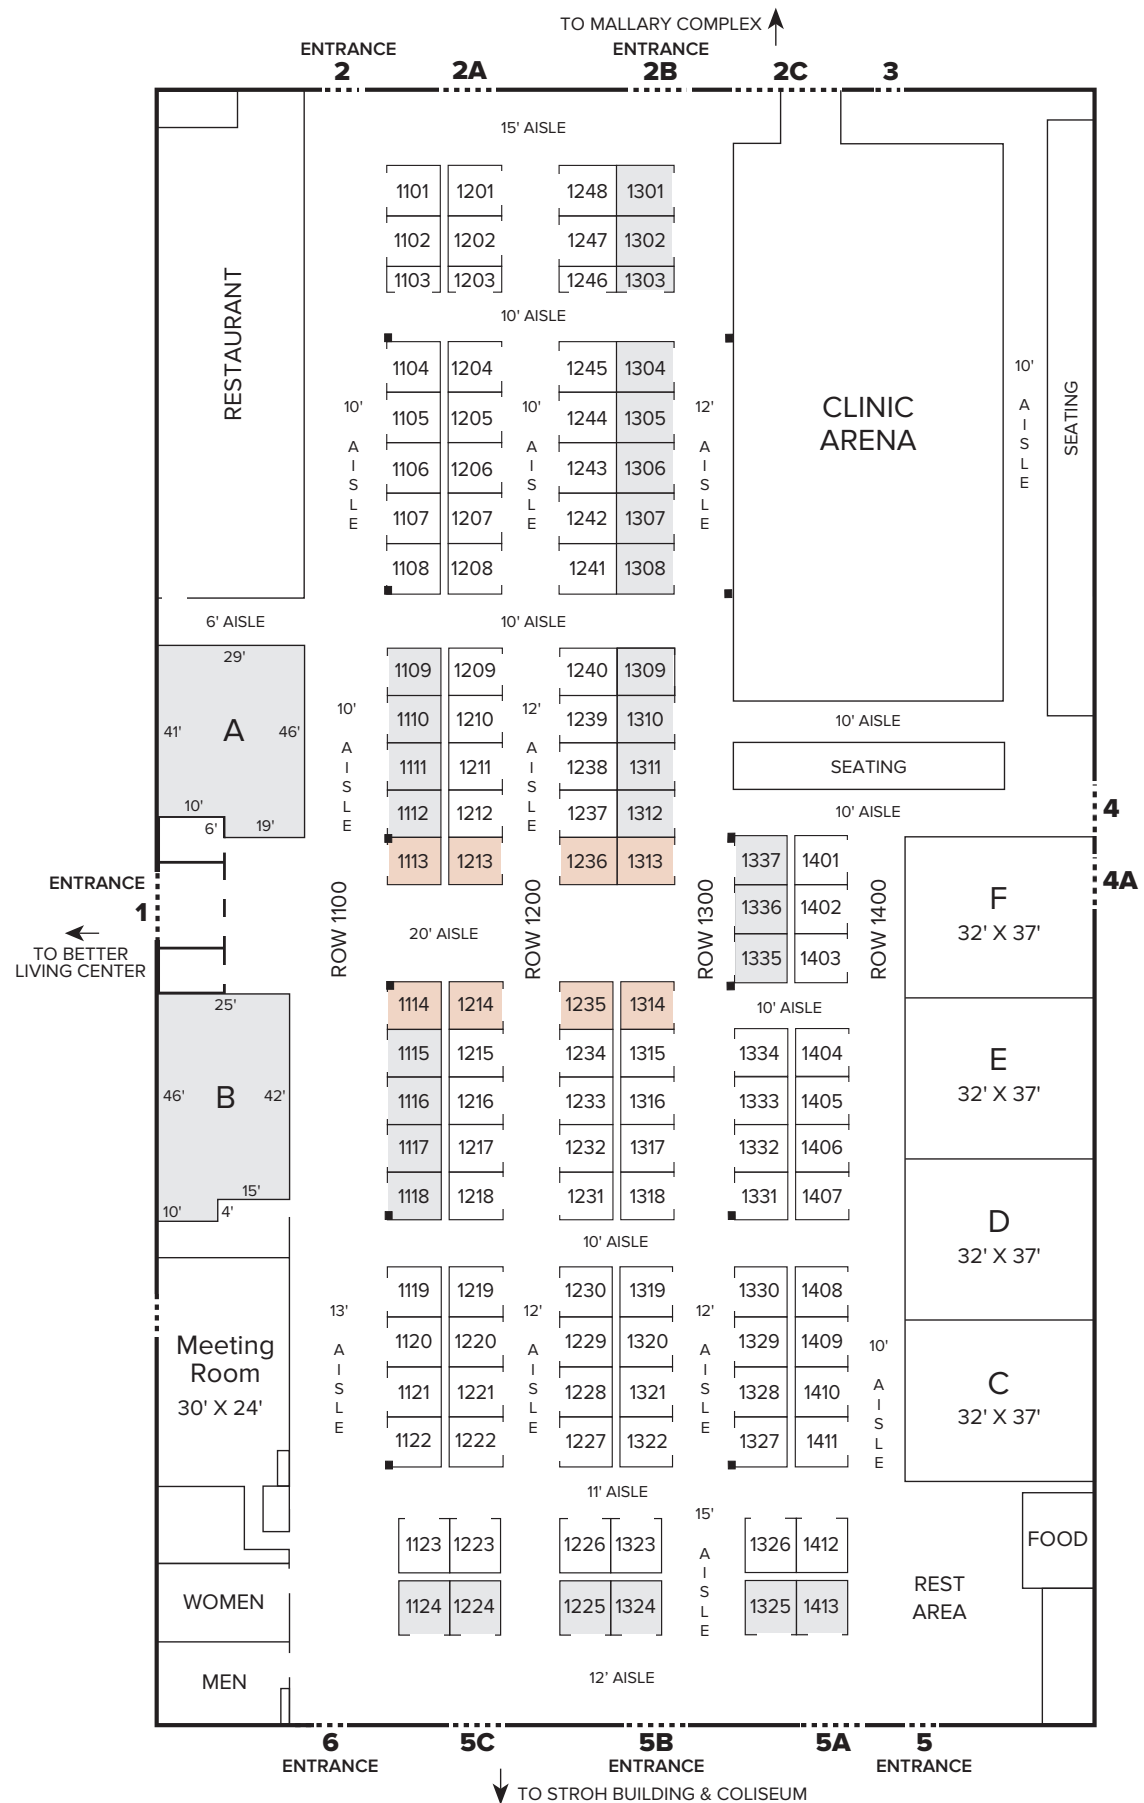 TO MALLARY COMPLEX
ENTRANCE
ENTRANCE
2
2A
2B
2C
3
15' AISLE
1101 1201 1248 1301
1102 1202 1247 1302
1103 1203 1246 1303
RESTAURANT
10' AISLE
1104 1204 1245 1304
1105 1205 1244 1305
1106 1206 1243 1306
1107 1207 1242 1307
1108 1208 1241 1308
10' AISLE
10' AISLE
12' AISLE
CLINIC
ARENA
10' AISLE
SEATING
6' AISLE
10' AISLE
29'
A
41'
46'
10'
6'
19'
10' AISLE
12' AISLE
1109 1209 1240 1309
1110 1210 1239 1310
1111 1211 1238 1311
1112 1212 1237 1312
1113 1213 1236 1313
10' AISLE
SEATING
10' AISLE
4
4A
ENTRANCE
1
TO BETTER
LIVING CENTER
ROW 1100
20' AISLE
ROW 1200
ROW 1300
1337 1401
1336 1402
1335 1403
ROW 1400
F
32' X 37'
10' AISLE
25'
B
46'
42'
15'
10'
4'
1114 1214 1235 1314
1115 1215 1234 1315 1334 1404
1116 1216 1233 1316 1333 1405
1117 1217 1232 1317 1332 1406
1118 1218 1231 1318 1331 1407
E
32' X 37'
D
32' X 37'
10' AISLE
Meeting
Room
30' X 24'
13' AISLE
12' AISLE
12' AISLE
10' AISLE
1119 1219 1230 1319 1330 1408
1120 1220 1229 1320 1329 1409
1121 1221 1228 1321 1328 1410
1122 1222 1227 1322 1327 1411
C
32' X 37'
11' AISLE
15' AISLE
1123 1223 1226 1323 1326 1412
1124 1224 1225 1324 1325 1413
FOOD
REST
AREA
WOMEN
MEN
12' AISLE
6
5C
5B
5A
5
ENTRANCE
ENTRANCE
ENTRANCE
TO STROH BUILDING & COLISEUM